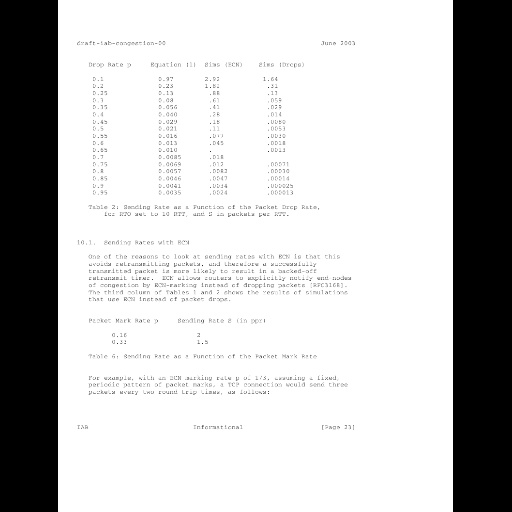 draft-iab-congestion-00 June 2003
Drop Rate p Equation (1) Sims (ECN) Sims (Drops)
0.1 0.97 2.92 1.64
0.2 0.23 1.82 .31
0.25 0.13 .88 .13
0.3 0.08 .61 .059
0.35 0.056 .41 .029
0.4 0.040 .28 .014
0.45 0.029 .18 .0080
0.5 0.021 .11 .0053
0.55 0.016 .077 .0030
0.6 0.013 .045 .0018
0.65 0.010 .0013
0.7 0.0085 .018
0.75 0.0069 .012 .00071
0.8 0.0057 .0082 .00030
0.85 0.0046 .0047 .00014
0.9 0.0041 .0034 .000025
0.95 0.0035 .0024 .000013
Table 2: Sending Rate as a Function of the Packet Drop Rate,
for RTO set to 10 RTT, and S in packets per RTT.
10.1. Sending Rates with ECN
One of the reasons to look at sending rates with ECN is that this
avoids retransmitting packets, and therefore a successfully
transmitted packet is more likely to result in a backed-off
retransmit timer. ECN allows routers to explicitly notify end-nodes
of congestion by ECN-marking instead of dropping packets [RFC3168].
The third column of Tables 1 and 2 shows the results of simulations
that use ECN instead of packet drops.
Packet Mark Rate p Sending Rate S (in ppr)
0.16 2
0.33 1.5
Table 6: Sending Rate as a Function of the Packet Mark Rate
For example, with an ECN marking rate p of 1/3, assuming a fixed,
periodic pattern of packet marks, a TCP connection would send three
packets every two round trip times, as follows:
IAB Informational [Page 23]